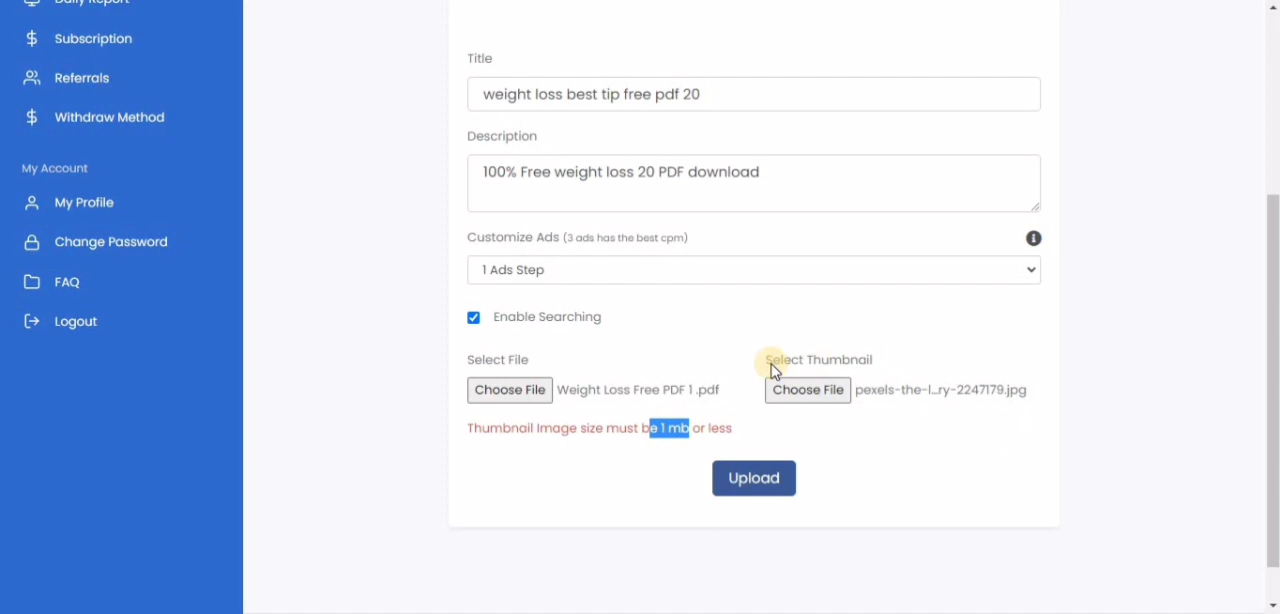 Daily Report
Subscription
Referrals
Withdraw Method
My Account
My Profile
Change Password
FAQ
Logout
Title
weight loss best tip free pdf 20
Description
100% Free weight loss 20 PDF download
Customize Ads (3 ads has the best cpm)
1 Ads Step
Enable Searching
Select File
Select Thumbnail
Choose File Weight Loss Free PDF 1 .pdf
Choose File pexels-the-l...ry-2247179.jpg
Thumbnail Image size must be 1 mb or less
Upload